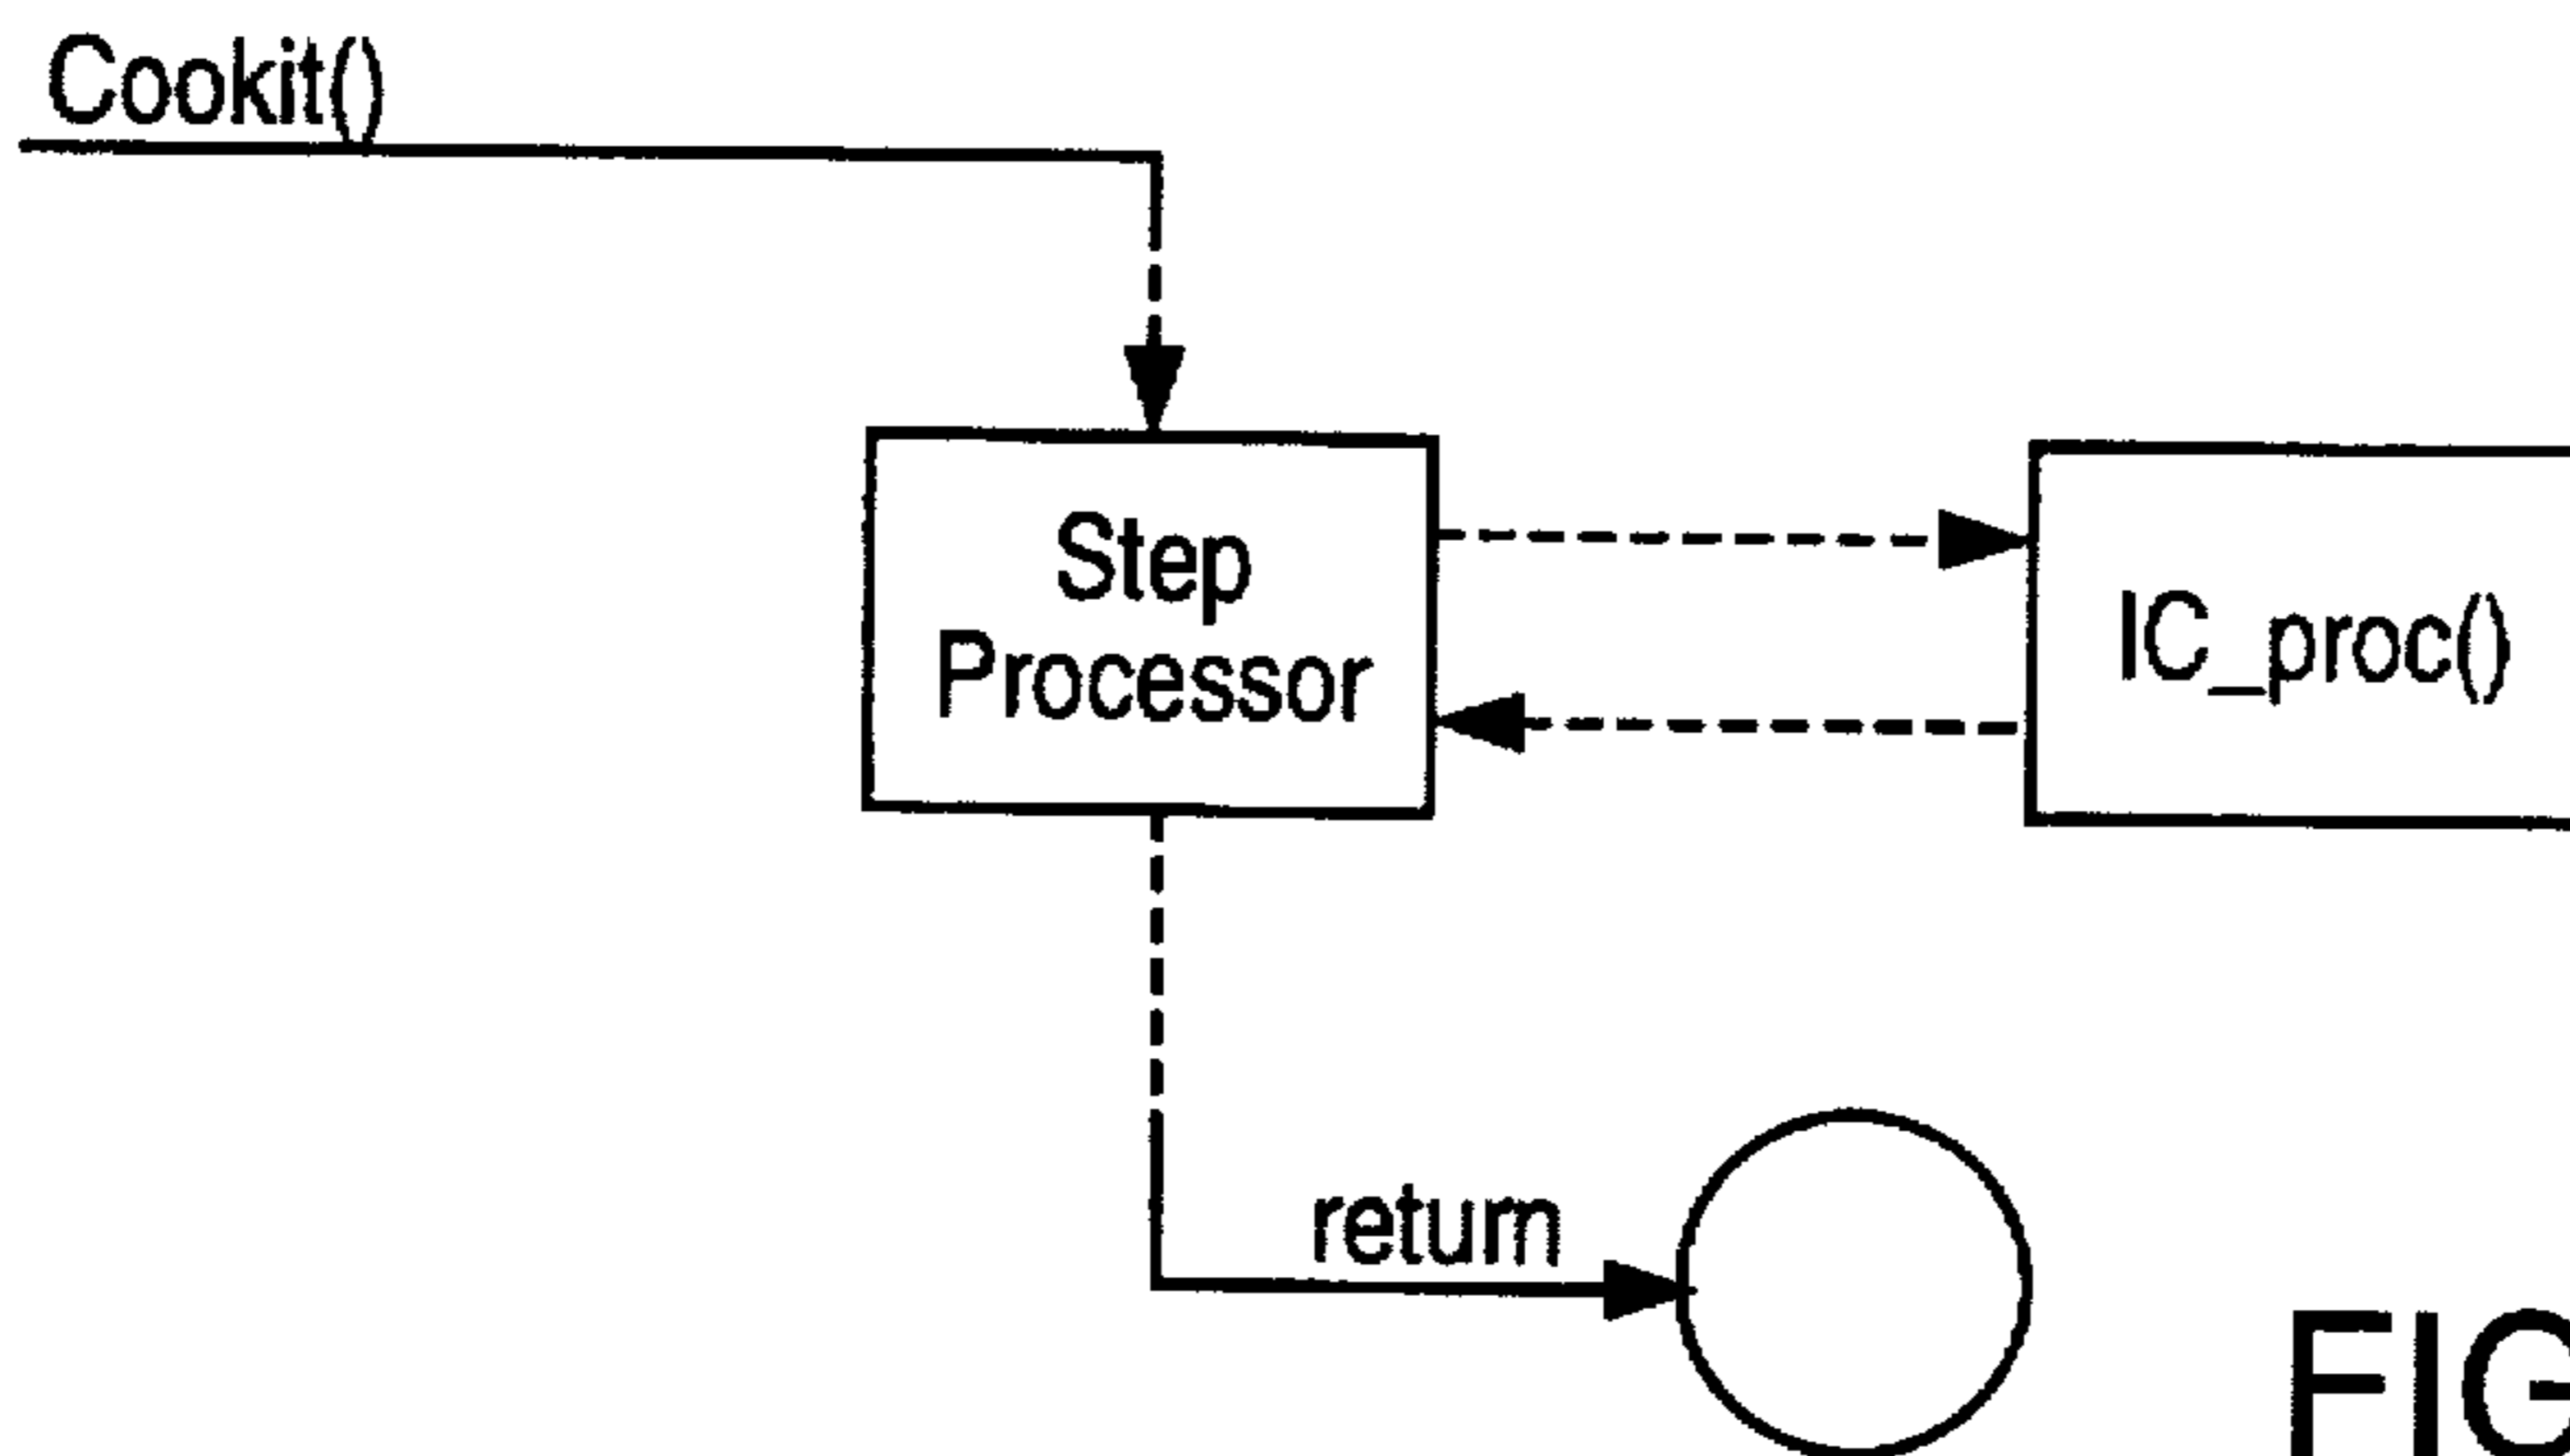 Cookit()
Step
Processor
IC_proc()
return
FIG